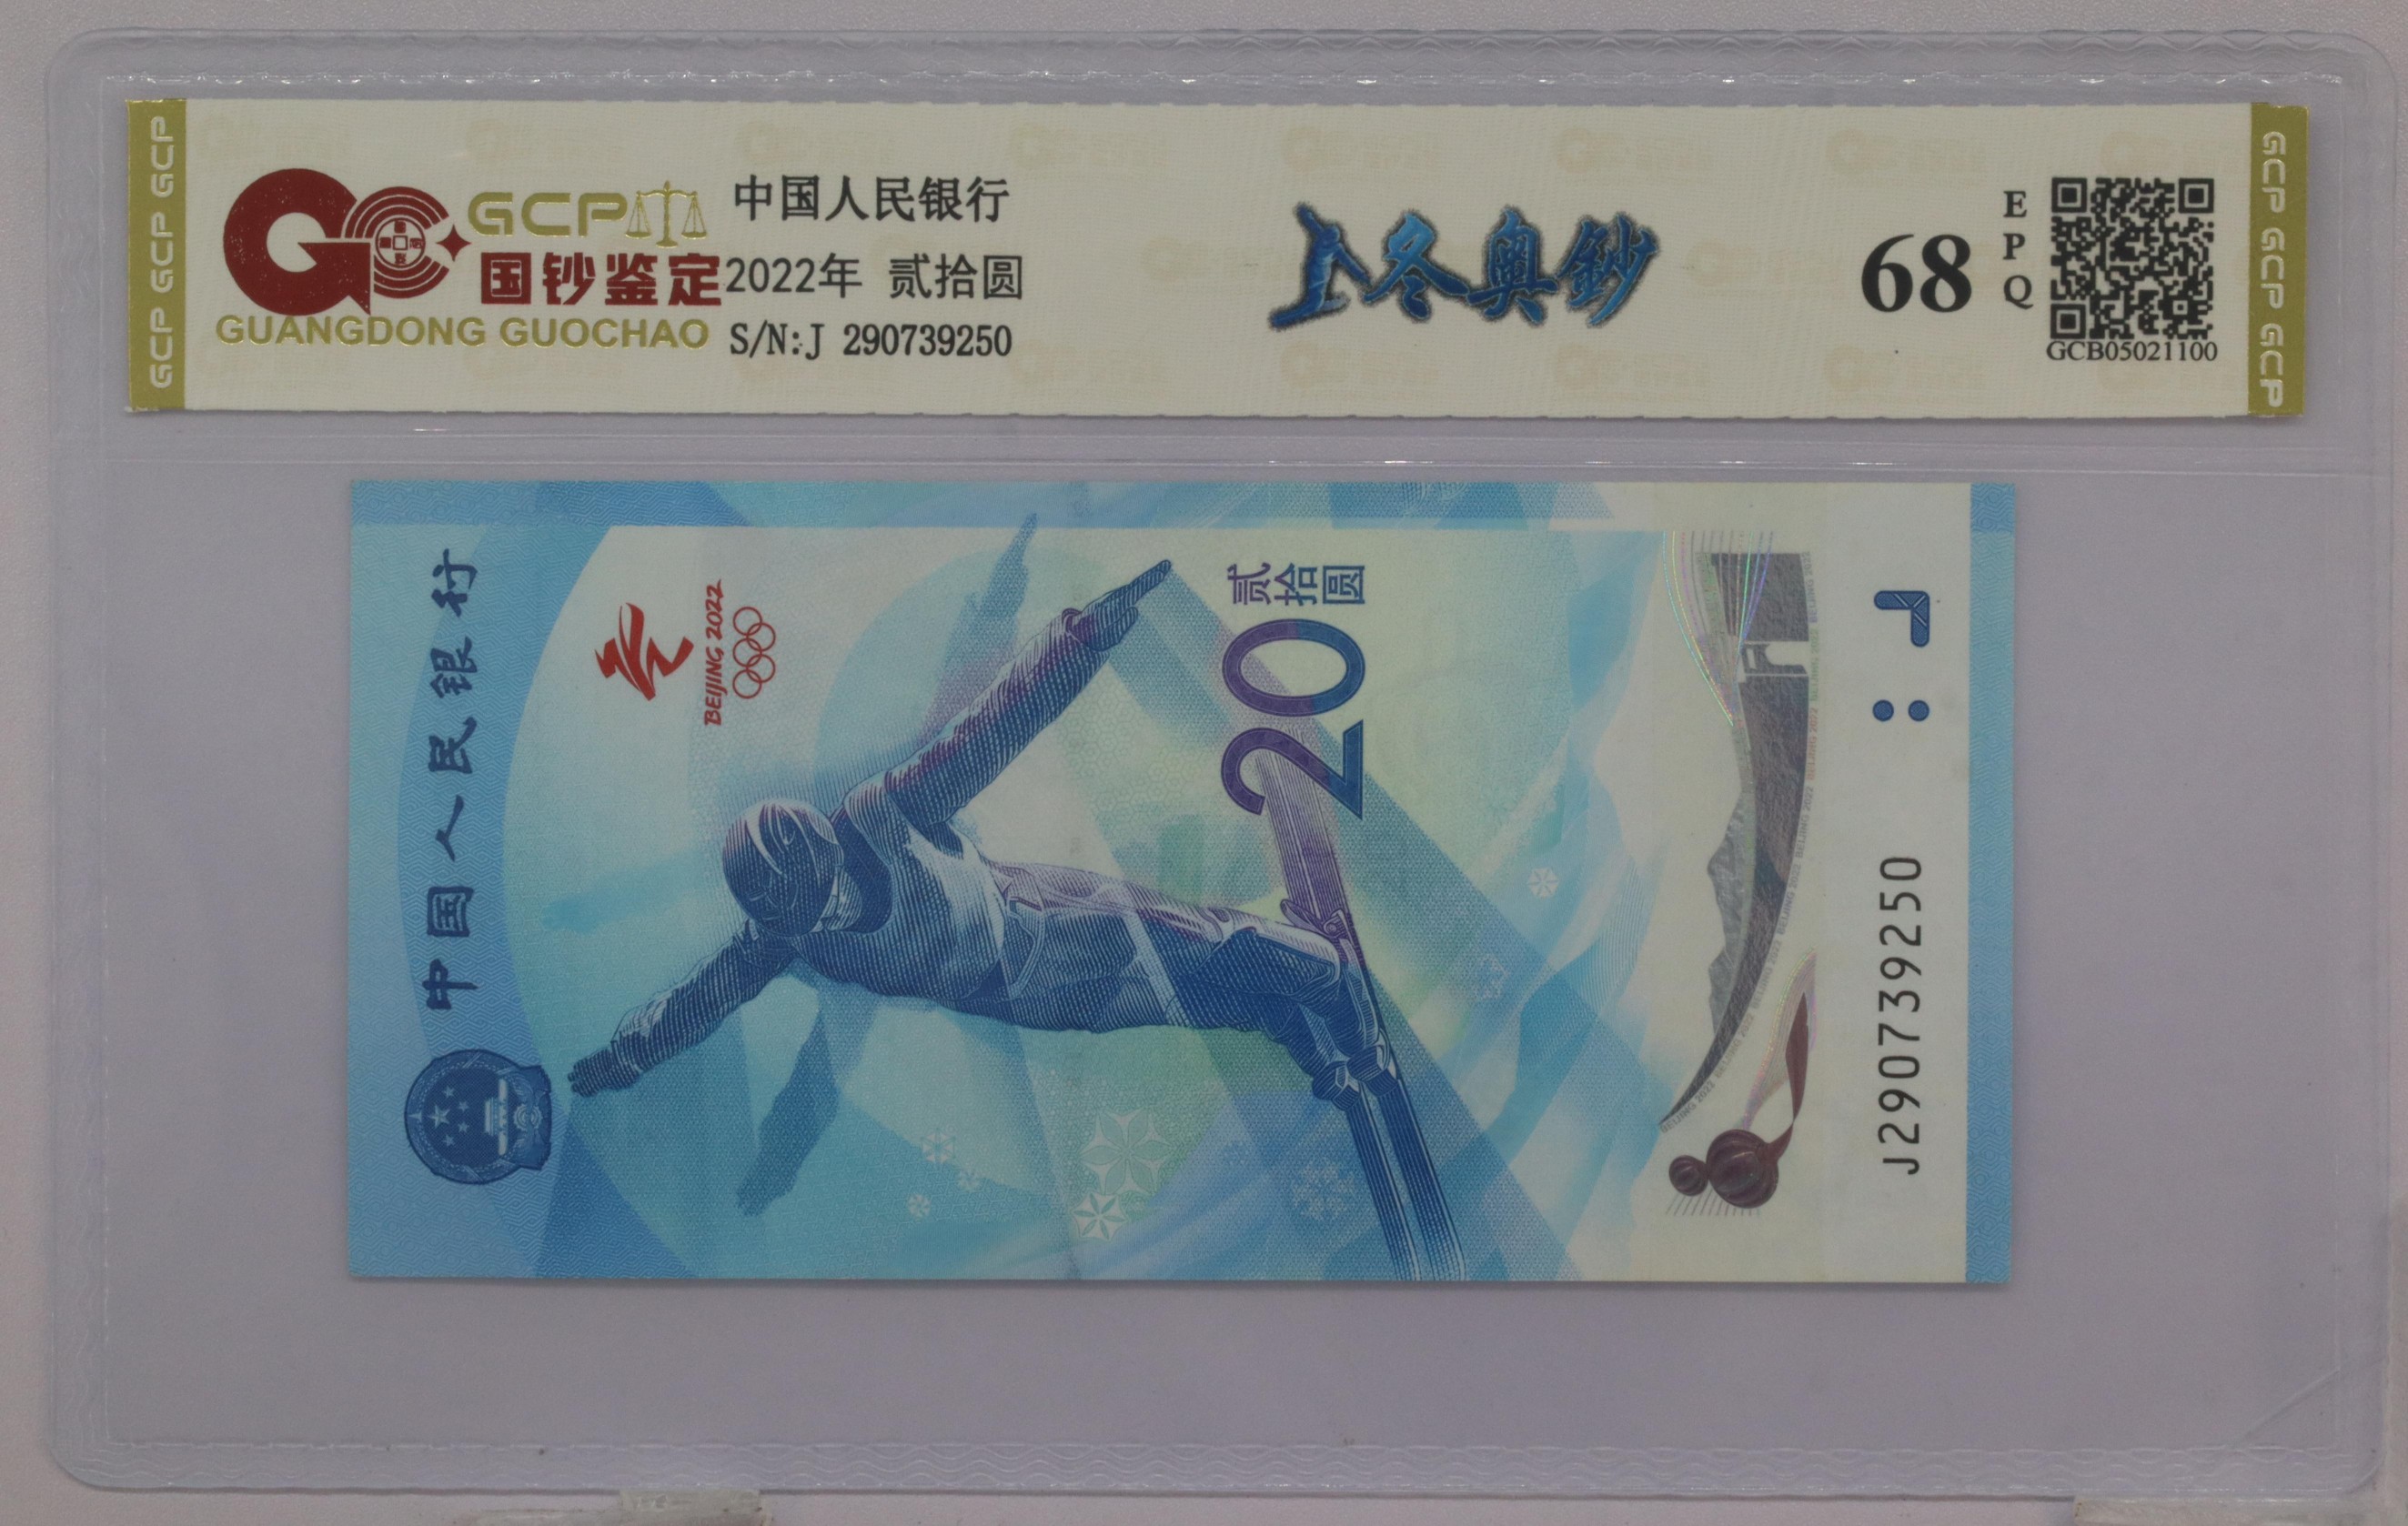 GCP GCP GCP
GCP
国钞鉴定
GUANGDONG GUOCHAO
中国人民银行
2022年 贰拾圆
S/N:J 290739250
冬奥鈔
68
EPQ
GCB05021100
GCP GCP GCP
中国人民银行
BEIJING 2022
贰拾圆
20
J290739250